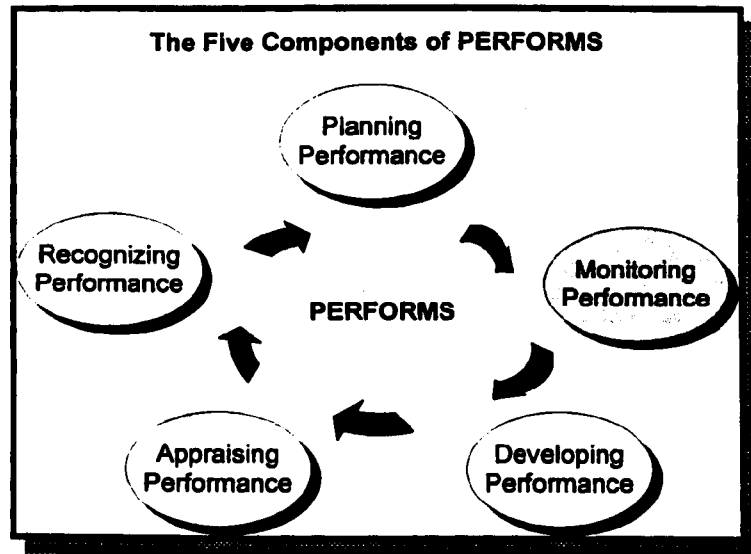 The Five Components of PERFORMS
Planning
Performance
Monitoring
Performance
Developing
Performance
Appraising
Performance
Recognizing
Performance
PERFORMS